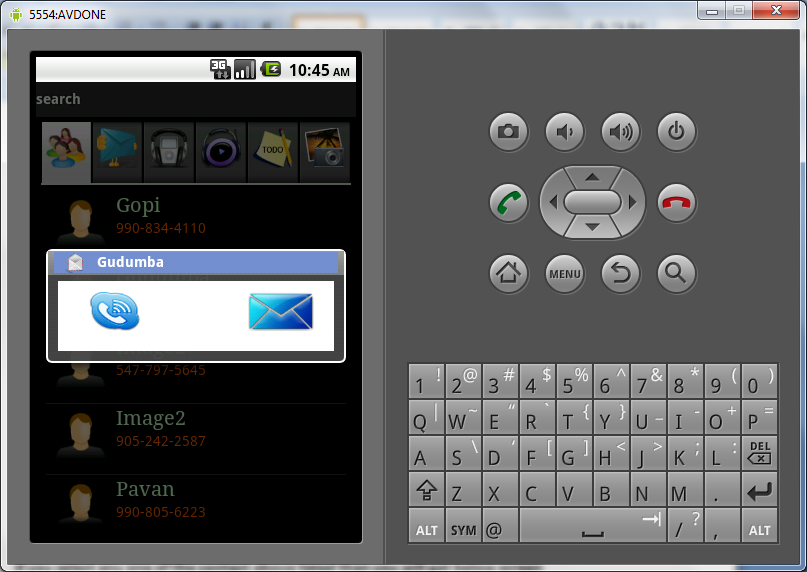 5554:AVDONE
3G
10:45 AM
search
TODO
Gopi
990-834-4110
Gudumba
547-797-5645
Image2
905-242-2587
Pavan
990-805-6223
MENU
1 ! 2 @ 3 # 4 $ 5 % 6 ^ 7 & 8 * 9 ( 0 )
Q | W ~ E “ R ` T { Y } U _ I - O + P =
A S \ D ‘ F [ G ] H < J > K ; L : DEL
Z X C V B N M .
ALT SYM @ / ? , ALT